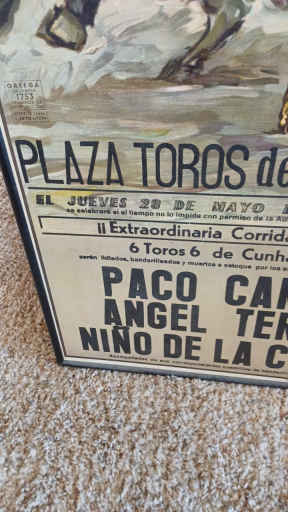 ORTEGA
1753
PLAZA TOROS de
EL JUEVES 28 DE MAYO
se celebrará si el tiempo no lo impide con permiso de la
II Extraordinaria Corrida
6 Toros 6 de Cunha
serán lidiados, banderilleados y muertos a estoque por los
PACO CAM
ANGEL TER
NIÑO DE LA C